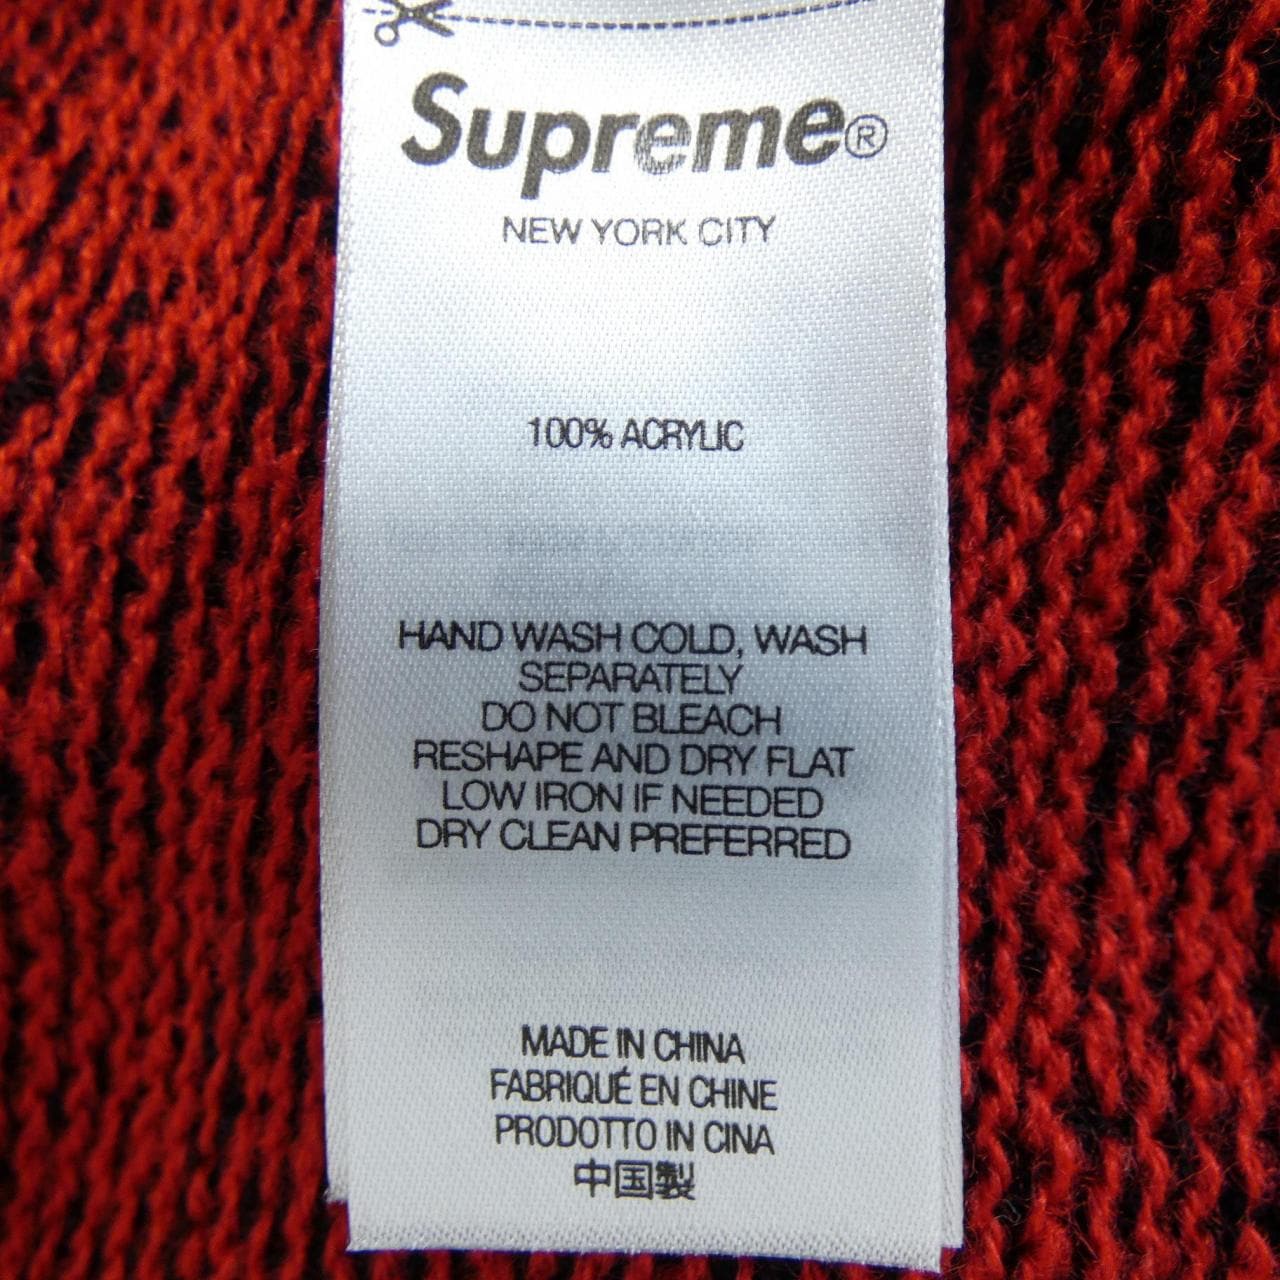 Supreme®
NEW YORK CITY
100% ACRYLIC
HAND WASH COLD, WASH
SEPARATELY
DO NOT BLEACH
RESHAPE AND DRY FLAT
LOW IRON IF NEEDED
DRY CLEAN PREFERRED
MADE IN CHINA
FABRIQUÉ EN CHINE
PRODOTTO IN CINA
中国製